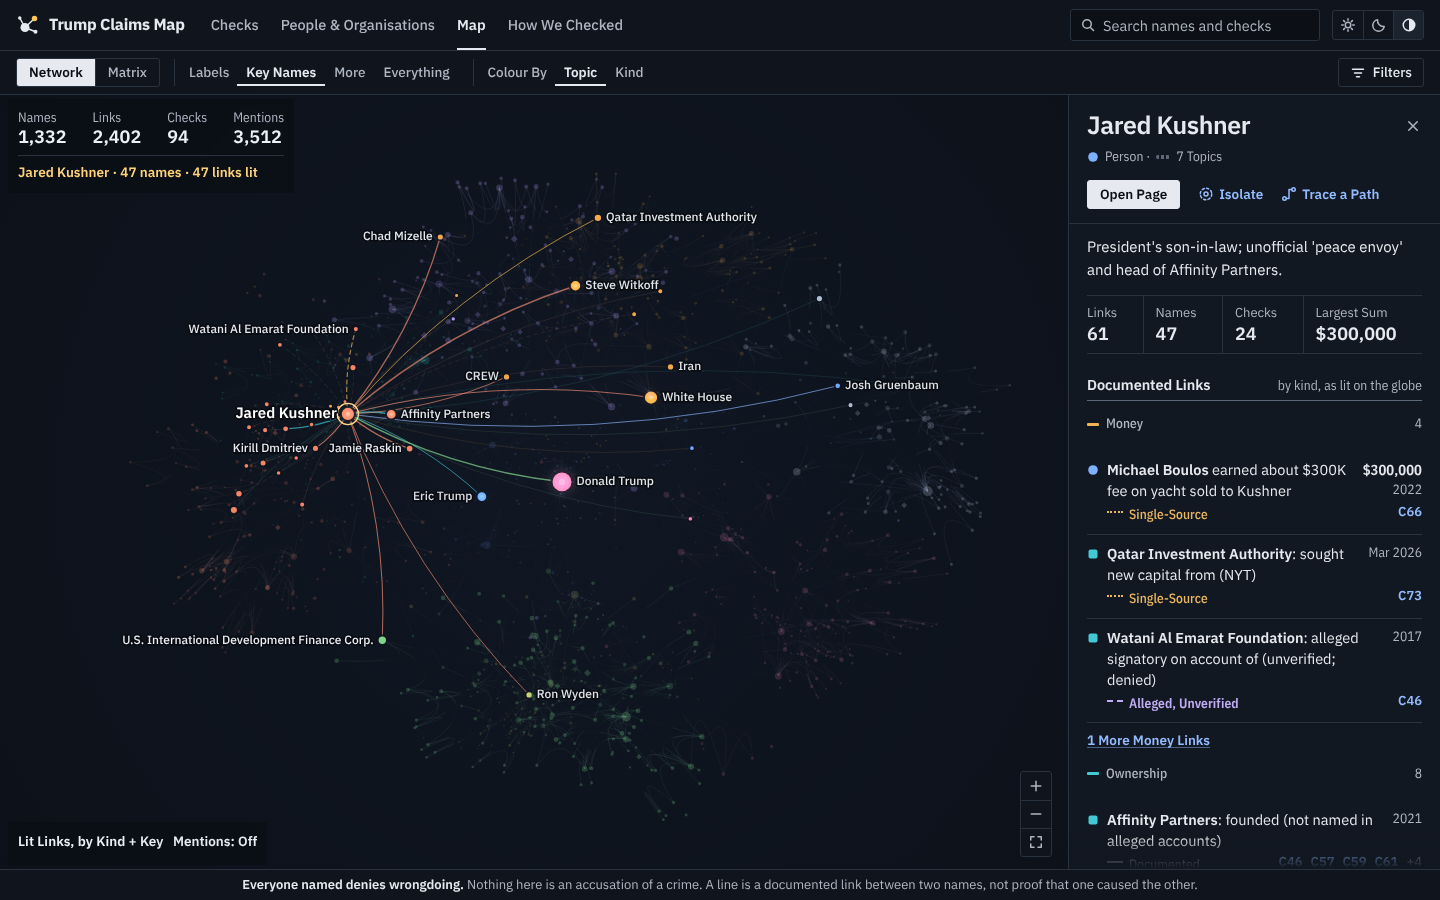 Trump Claims Map
Checks
People & Organisations
Map
How We Checked
Search names and checks
Network
Matrix
Labels
Key Names
More
Everything
Colour By
Topic
Kind
Filters
Names
Links
Checks
Mentions
1,332
2,402
94
3,512
Jared Kushner · 47 names · 47 links lit
Qatar Investment Authority
Chad Mizelle
Steve Witkoff
Watani Al Emarat Foundation
Iran
CREW
Josh Gruenbaum
White House
Jared Kushner
Affinity Partners
Kirill Dmitriev
Jamie Raskin
Donald Trump
Eric Trump
U.S. International Development Finance Corp.
Ron Wyden
Lit Links, by Kind + Key
Mentions: Off
Jared Kushner
Person ·
7 Topics
Open Page
Isolate
Trace a Path
President's son-in-law; unofficial 'peace envoy'
and head of Affinity Partners.
Links
Names
Checks
Largest Sum
61
47
24
$300,000
Documented Links
by kind, as lit on the globe
Money
4
Michael Boulos earned about $300K
$300,000
fee on yacht sold to Kushner
2022
Single-Source
C66
Qatar Investment Authority: sought
Mar 2026
new capital from (NYT)
Single-Source
C73
Watani Al Emarat Foundation: alleged
2017
signatory on account of (unverified;
denied)
Alleged, Unverified
C46
1 More Money Links
Ownership
8
Affinity Partners: founded (not named in
2021
alleged accounts)
Documented
C46 C57 C59 C61 +4
Everyone named denies wrongdoing. Nothing here is an accusation of a crime. A line is a documented link between two names, not proof that one caused the other.